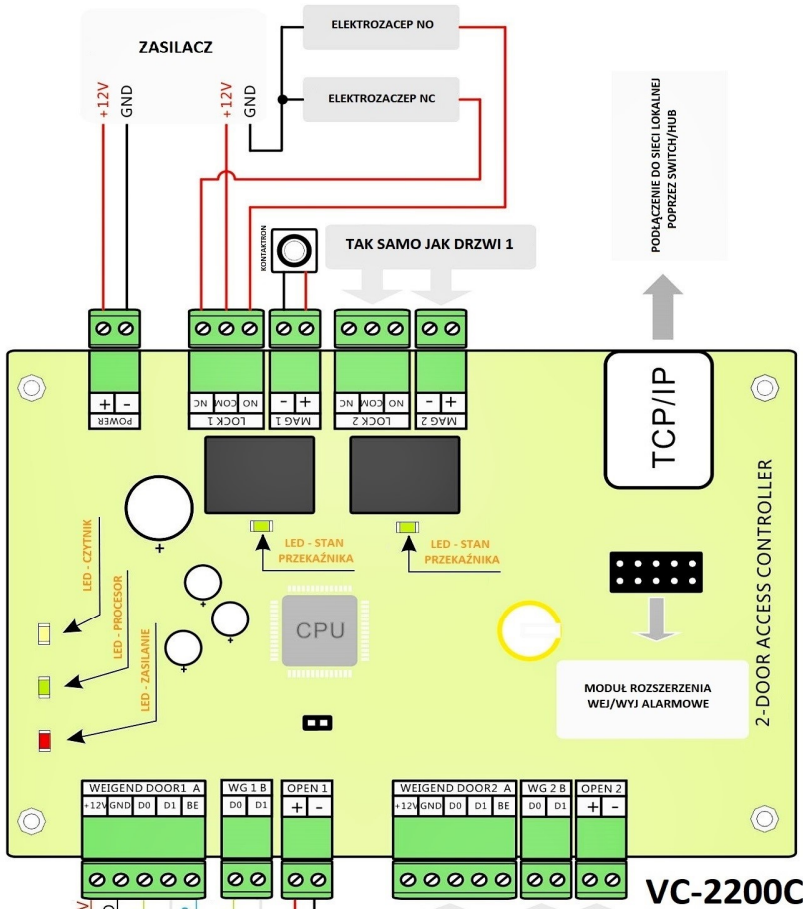 ZASILACZ
ELEKTROZACEP NO
ELEKTROZACZEP NC
+12V
GND
+12V
GND
KONTAKTRON
TAK SAMO JAK DRZWI 1
PODŁĄCZENIE DO SIECI LOKALNEJ
POPRZEZ SWITCH/HUB
+ -
POWER
NC COM NO
LOCK 1
- +
MAG 1
NC COM NO
LOCK 2
- +
MAG 2
TCP/IP
LED - STAN
PRZEKAŹNIKA
LED - STAN
PRZEKAŹNIKA
LED - CZYTNIK
LED - PROCESOR
LED - ZASILANIE
+
+
+
+
CPU
MODUŁ ROZSZERZENIA
WEJ/WYJ ALARMOWE
2-DOOR ACCESS CONTROLLER
WEIGEND DOOR1 A
+12V GND D0 D1 BE
WG 1 B
D0 D1
OPEN 1
+ -
WEIGEND DOOR2 A
+12V GND D0 D1 BE
WG 2 B
D0 D1
OPEN 2
+ -
VC-2200C